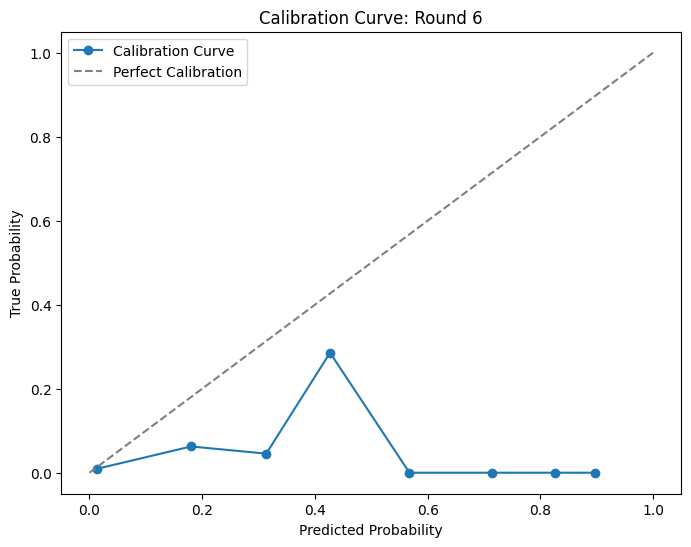 Calibration Curve: Round 6
Calibration Curve
Perfect Calibration
1.0
0.8
0.6
0.4
0.2
0.0
True Probability
0.0 0.2 0.4 0.6 0.8 1.0
Predicted Probability